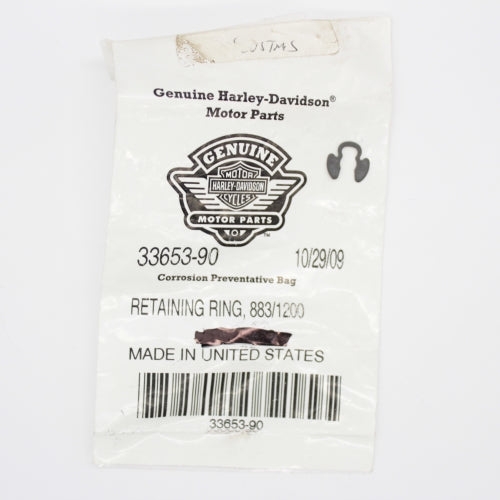 Genuine Harley-Davidson®
Motor Parts
GENUINE
MOTOR
HARLEY-DAVIDSON
CYCLES
MOTOR PARTS
™
33653-90 10/29/09
Corrosion Preventative Bag
RETAINING RING, 883/1200
MADE IN UNITED STATES
33653-90